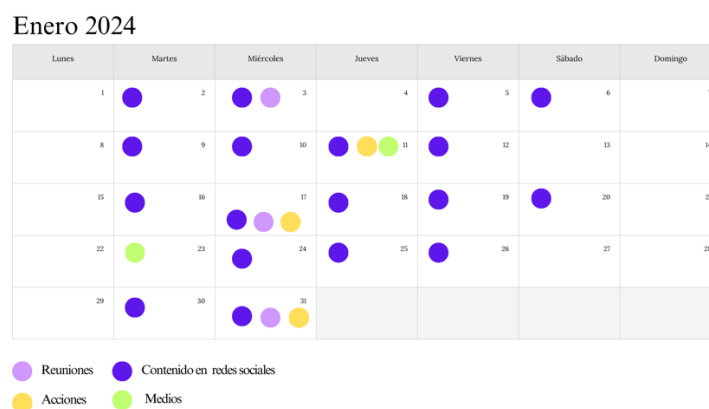 Enero 2024
Lunes Martes Miércoles Jueves Viernes Sábado Domingo
1 2 3 4 5 6
8 9 10 11 12 13
15 16 17 18 19 20
22 23 24 25 26 27
29 30 31
Reuniones Contenido en redes sociales
Acciones Medios